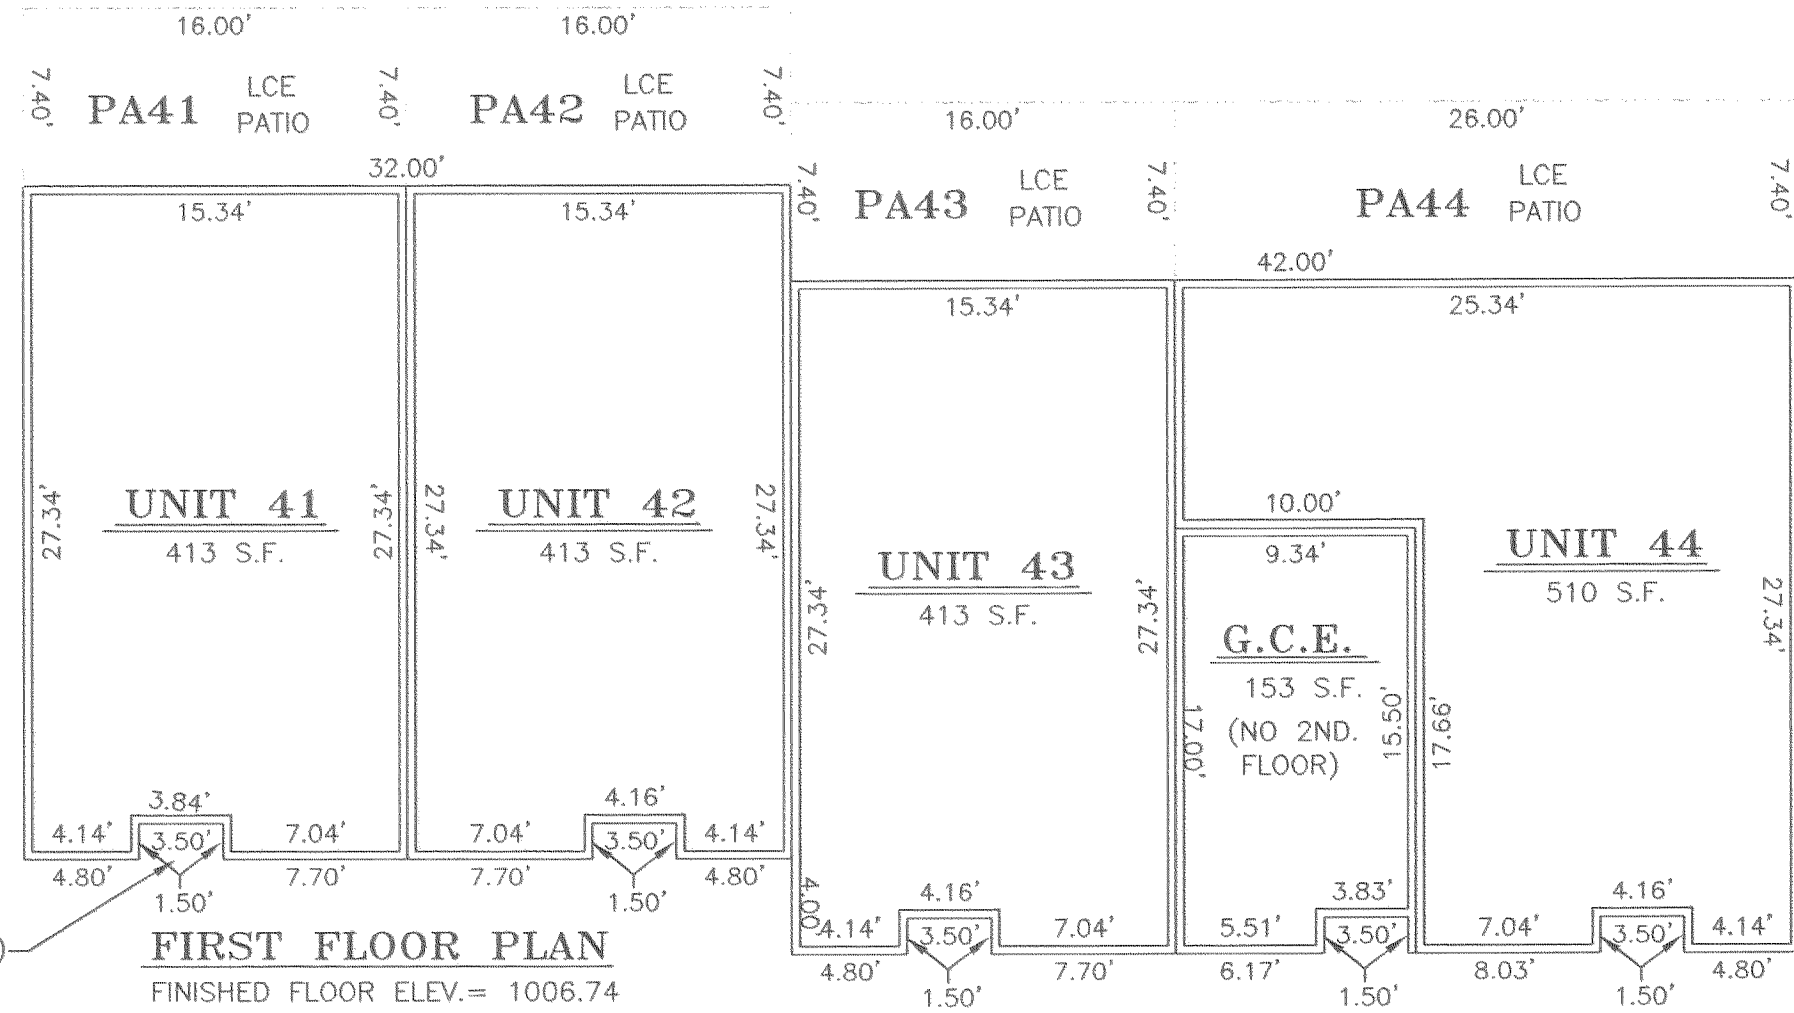 16.00'
16.00'
7.40'
PA41
LCE
PATIO
7.40'
PA42
LCE
PATIO
7.40'
16.00'
26.00'
32.00'
7.40'
PA43
LCE
PATIO
7.40'
PA44
LCE
PATIO
7.40'
15.34'
15.34'
42.00'
15.34'
25.34'
27.34'
UNIT 41
413 S.F.
27.34'
27.34'
UNIT 42
413 S.F.
27.34'
27.34'
UNIT 43
413 S.F.
27.34'
10.00'
9.34'
G.C.E.
153 S.F.
(NO 2ND.
FLOOR)
17.00'
15.50'
17.66'
UNIT 44
510 S.F.
27.34'
3.84'
4.14'
3.50'
7.04'
4.80'
7.70'
1.50'
4.16'
7.04'
3.50'
4.14'
7.70'
4.80'
1.50'
4.00'
4.16'
4.14'
3.50'
7.04'
4.80'
7.70'
1.50'
3.83'
5.51'
3.50'
6.17'
1.50'
4.16'
7.04'
3.50'
4.14'
8.03'
4.80'
1.50'
FIRST FLOOR PLAN
FINISHED FLOOR ELEV.= 1006.74